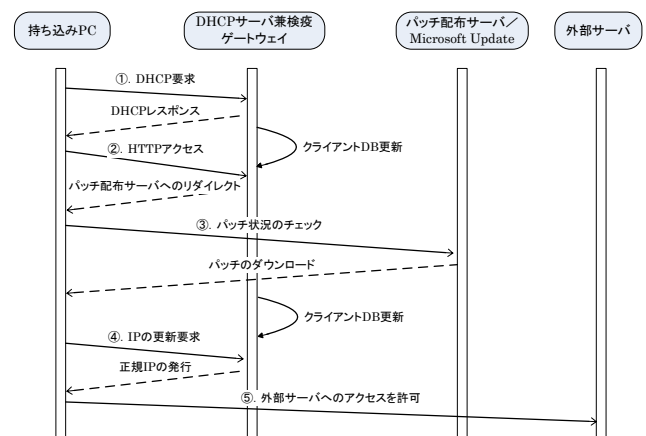 持ち込みPC
DHCPサーバ兼検疫
ゲートウェイ
パッチ配布サーバ／
Microsoft Update
外部サーバ
①. DHCP要求
DHCPレスポンス
クライアントDB更新
②. HTTPアクセス
パッチ配布サーバへのリダイレクト
③. パッチ状況のチェック
パッチのダウンロード
クライアントDB更新
④. IPの更新要求
正規IPの発行
⑤. 外部サーバへのアクセスを許可